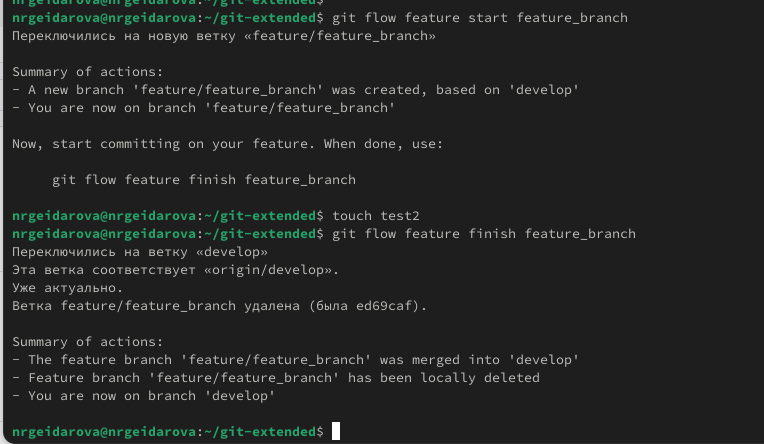 nrgeidarova@nrgeidarova:~/git-extended$
nrgeidarova@nrgeidarova:~/git-extended$ git flow feature start feature_branch
Переключились на новую ветку «feature/feature_branch»
Summary of actions:
- A new branch 'feature/feature_branch' was created, based on 'develop'
- You are now on branch 'feature/feature_branch'
Now, start committing on your feature. When done, use:
git flow feature finish feature_branch
nrgeidarova@nrgeidarova:~/git-extended$ touch test2
nrgeidarova@nrgeidarova:~/git-extended$ git flow feature finish feature_branch
Переключились на ветку «develop»
Эта ветка соответствует «origin/develop».
Уже актуально.
Ветка feature/feature_branch удалена (была ed69caf).
Summary of actions:
- The feature branch 'feature/feature_branch' was merged into 'develop'
- Feature branch 'feature/feature_branch' has been locally deleted
- You are now on branch 'develop'
nrgeidarova@nrgeidarova:~/git-extended$